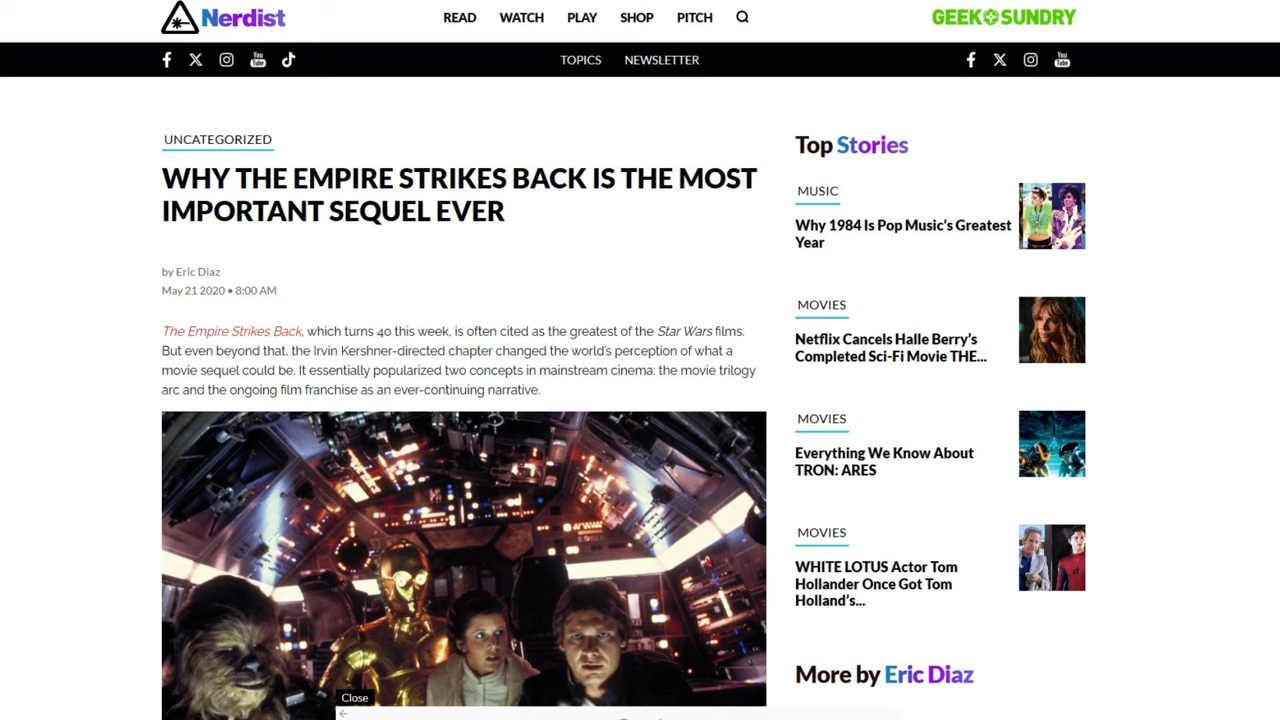 Nerdist
READ
WATCH
PLAY
SHOP
PITCH
GEEK SUNDRY
You Tube
TOPICS
NEWSLETTER
You Tube
UNCATEGORIZED
WHY THE EMPIRE STRIKES BACK IS THE MOST
IMPORTANT SEQUEL EVER
by Eric Diaz
May 21 2020 • 8:00 AM
The Empire Strikes Back, which turns 40 this week, is often cited as the greatest of the Star Wars films.
But even beyond that, the Irvin Kershner-directed chapter changed the world's perception of what a
movie sequel could be. It essentially popularized two concepts in mainstream cinema: the movie trilogy
arc and the ongoing film franchise as an ever-continuing narrative.
Close
Top Stories
MUSIC
Why 1984 Is Pop Music's Greatest
Year
MOVIES
Netflix Cancels Halle Berry's
Completed Sci-Fi Movie THE...
MOVIES
Everything We Know About
TRON: ARES
MOVIES
WHITE LOTUS Actor Tom
Hollander Once Got Tom
Holland's...
More by Eric Diaz